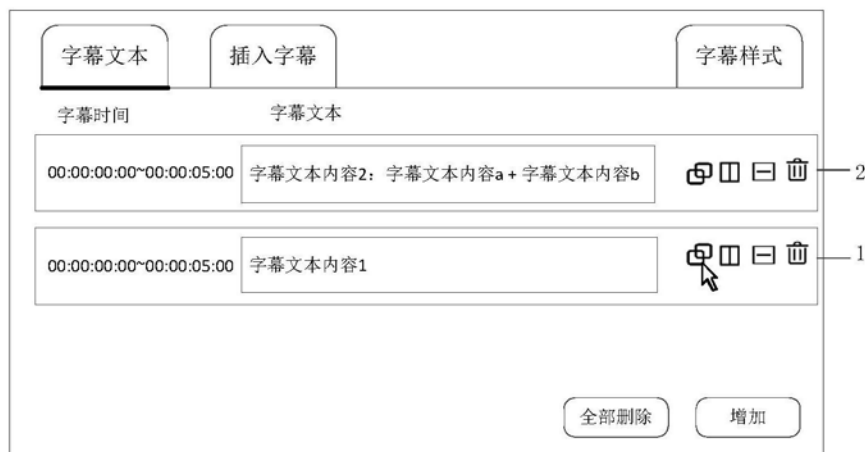 字幕文本 插入字幕 字幕样式
字幕时间 字幕文本
00:00:00:00~00:00:05:00 字幕文本内容2：字幕文本内容a + 字幕文本内容b 2
00:00:00:00~00:00:05:00 字幕文本内容1 1
全部删除 增加